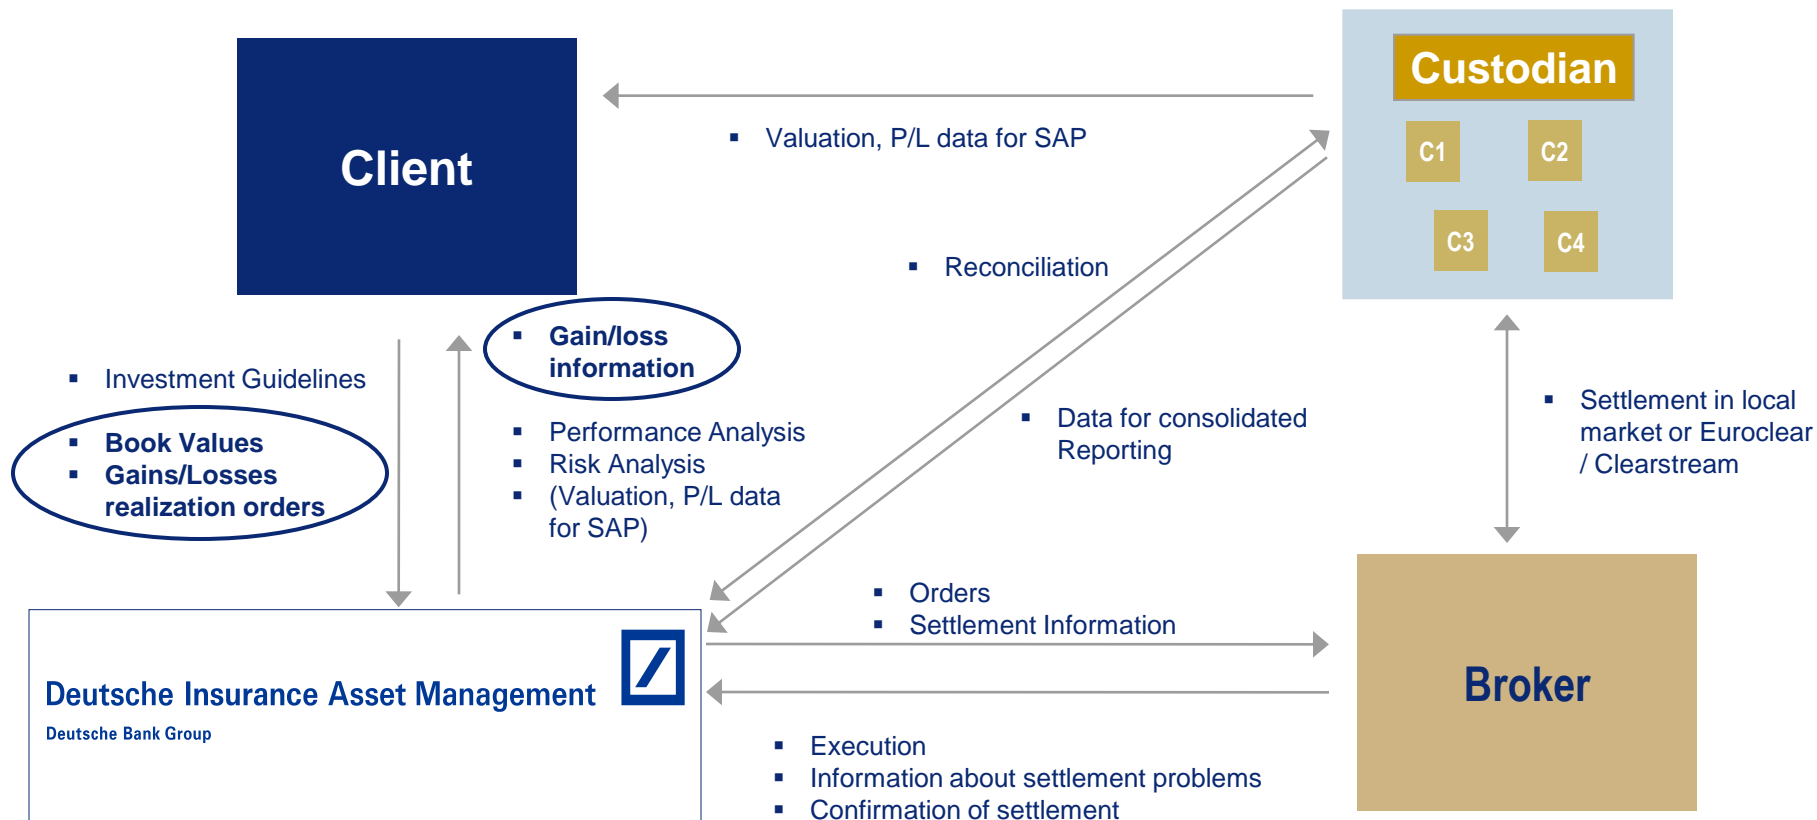 Custodian
C1
C2
C3
C4
Client
▪ Valuation, P/L data for SAP
▪ Reconciliation
▪ Gain/loss
information
▪ Investment Guidelines
▪ Book Values
▪ Gains/Losses
realization orders
▪ Performance Analysis
▪ Risk Analysis
▪ (Valuation, P/L data
for SAP)
▪ Data for consolidated
Reporting
▪ Settlement in local
market or Euroclear
/ Clearstream
▪ Orders
▪ Settlement Information
Deutsche Insurance Asset Management
Deutsche Bank Group
Broker
▪ Execution
▪ Information about settlement problems
▪ Confirmation of settlement